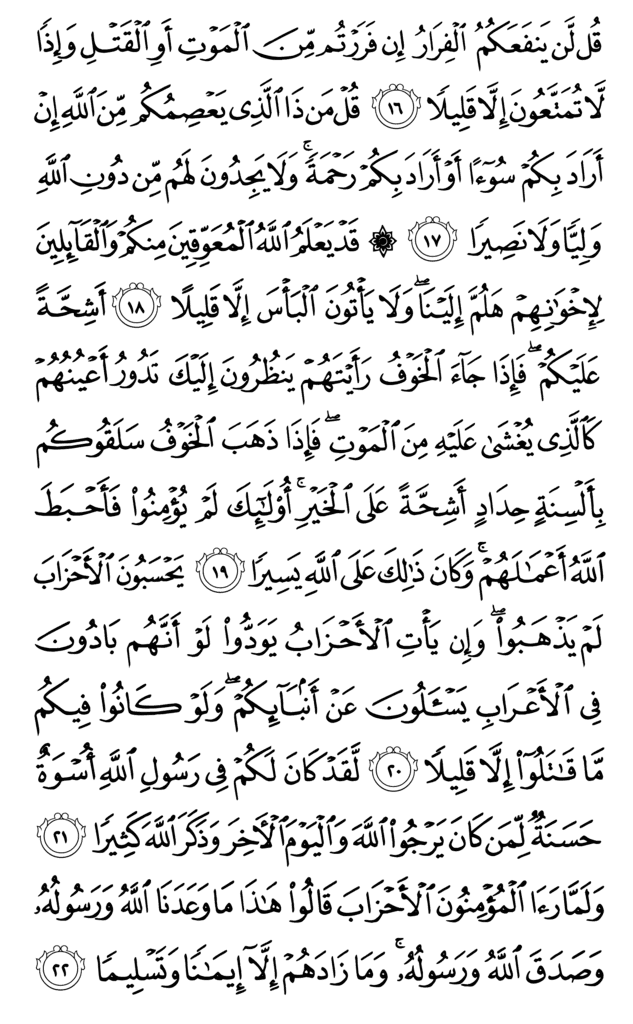 قُل لَّن يَنفَعَكُمُ ٱلْفِرَارُ إِن فَرَرْتُم مِّنَ ٱلْمَوْتِ أَوِ ٱلْقَتْلِ وَإِذًا
لَّا تُمَتَّعُونَ إِلَّا قَلِيلًا ١٦ قُلْ مَن ذَا ٱلَّذِى يَعْصِمُكُم مِّنَ ٱللَّهِ إِنْ
أَرَادَ بِكُمْ سُوٓءًا أَوْ أَرَادَ بِكُمْ رَحْمَةً ۚ وَلَا يَجِدُونَ لَهُم مِّن دُونِ ٱللَّهِ
وَلِيًّا وَلَا نَصِيرًا ١٧ ۞ قَدْ يَعْلَمُ ٱللَّهُ ٱلْمُعَوِّقِينَ مِنكُمْ وَٱلْقَآئِلِينَ
لِإِخْوَٰنِهِمْ هَلُمَّ إِلَيْنَا ۖ وَلَا يَأْتُونَ ٱلْبَأْسَ إِلَّا قَلِيلًا ١٨ أَشِحَّةً
عَلَيْكُمْ ۖ فَإِذَا جَآءَ ٱلْخَوْفُ رَأَيْتَهُمْ يَنظُرُونَ إِلَيْكَ تَدُورُ أَعْيُنُهُمْ
كَٱلَّذِى يُغْشَىٰ عَلَيْهِ مِنَ ٱلْمَوْتِ ۖ فَإِذَا ذَهَبَ ٱلْخَوْفُ سَلَقُوكُم
بِأَلْسِنَةٍ حِدَادٍ أَشِحَّةً عَلَى ٱلْخَيْرِ ۚ أُو۟لَٰٓئِكَ لَمْ يُؤْمِنُوا۟ فَأَحْبَطَ
ٱللَّهُ أَعْمَٰلَهُمْ ۚ وَكَانَ ذَٰلِكَ عَلَى ٱللَّهِ يَسِيرًا ١٩ يَحْسَبُونَ ٱلْأَحْزَابَ
لَمْ يَذْهَبُوا۟ ۖ وَإِن يَأْتِ ٱلْأَحْزَابُ يَوَدُّوا۟ لَوْ أَنَّهُم بَادُونَ
فِى ٱلْأَعْرَابِ يَسْـَٔلُونَ عَنْ أَنۢبَآئِكُمْ ۖ وَلَوْ كَانُوا۟ فِيكُم
مَّا قَٰتَلُوٓا۟ إِلَّا قَلِيلًا ٢٠ لَّقَدْ كَانَ لَكُمْ فِى رَسُولِ ٱللَّهِ أُسْوَةٌ
حَسَنَةٌ لِّمَن كَانَ يَرْجُوا۟ ٱللَّهَ وَٱلْيَوْمَ ٱلْءَاخِرَ وَذَكَرَ ٱللَّهَ كَثِيرًا ٢١
وَلَمَّا رَءَا ٱلْمُؤْمِنُونَ ٱلْأَحْزَابَ قَالُوا۟ هَٰذَا مَا وَعَدَنَا ٱللَّهُ وَرَسُولُهُۥ
وَصَدَقَ ٱللَّهُ وَرَسُولُهُۥ ۚ وَمَا زَادَهُمْ إِلَّآ إِيمَٰنًا وَتَسْلِيمًا ٢٢